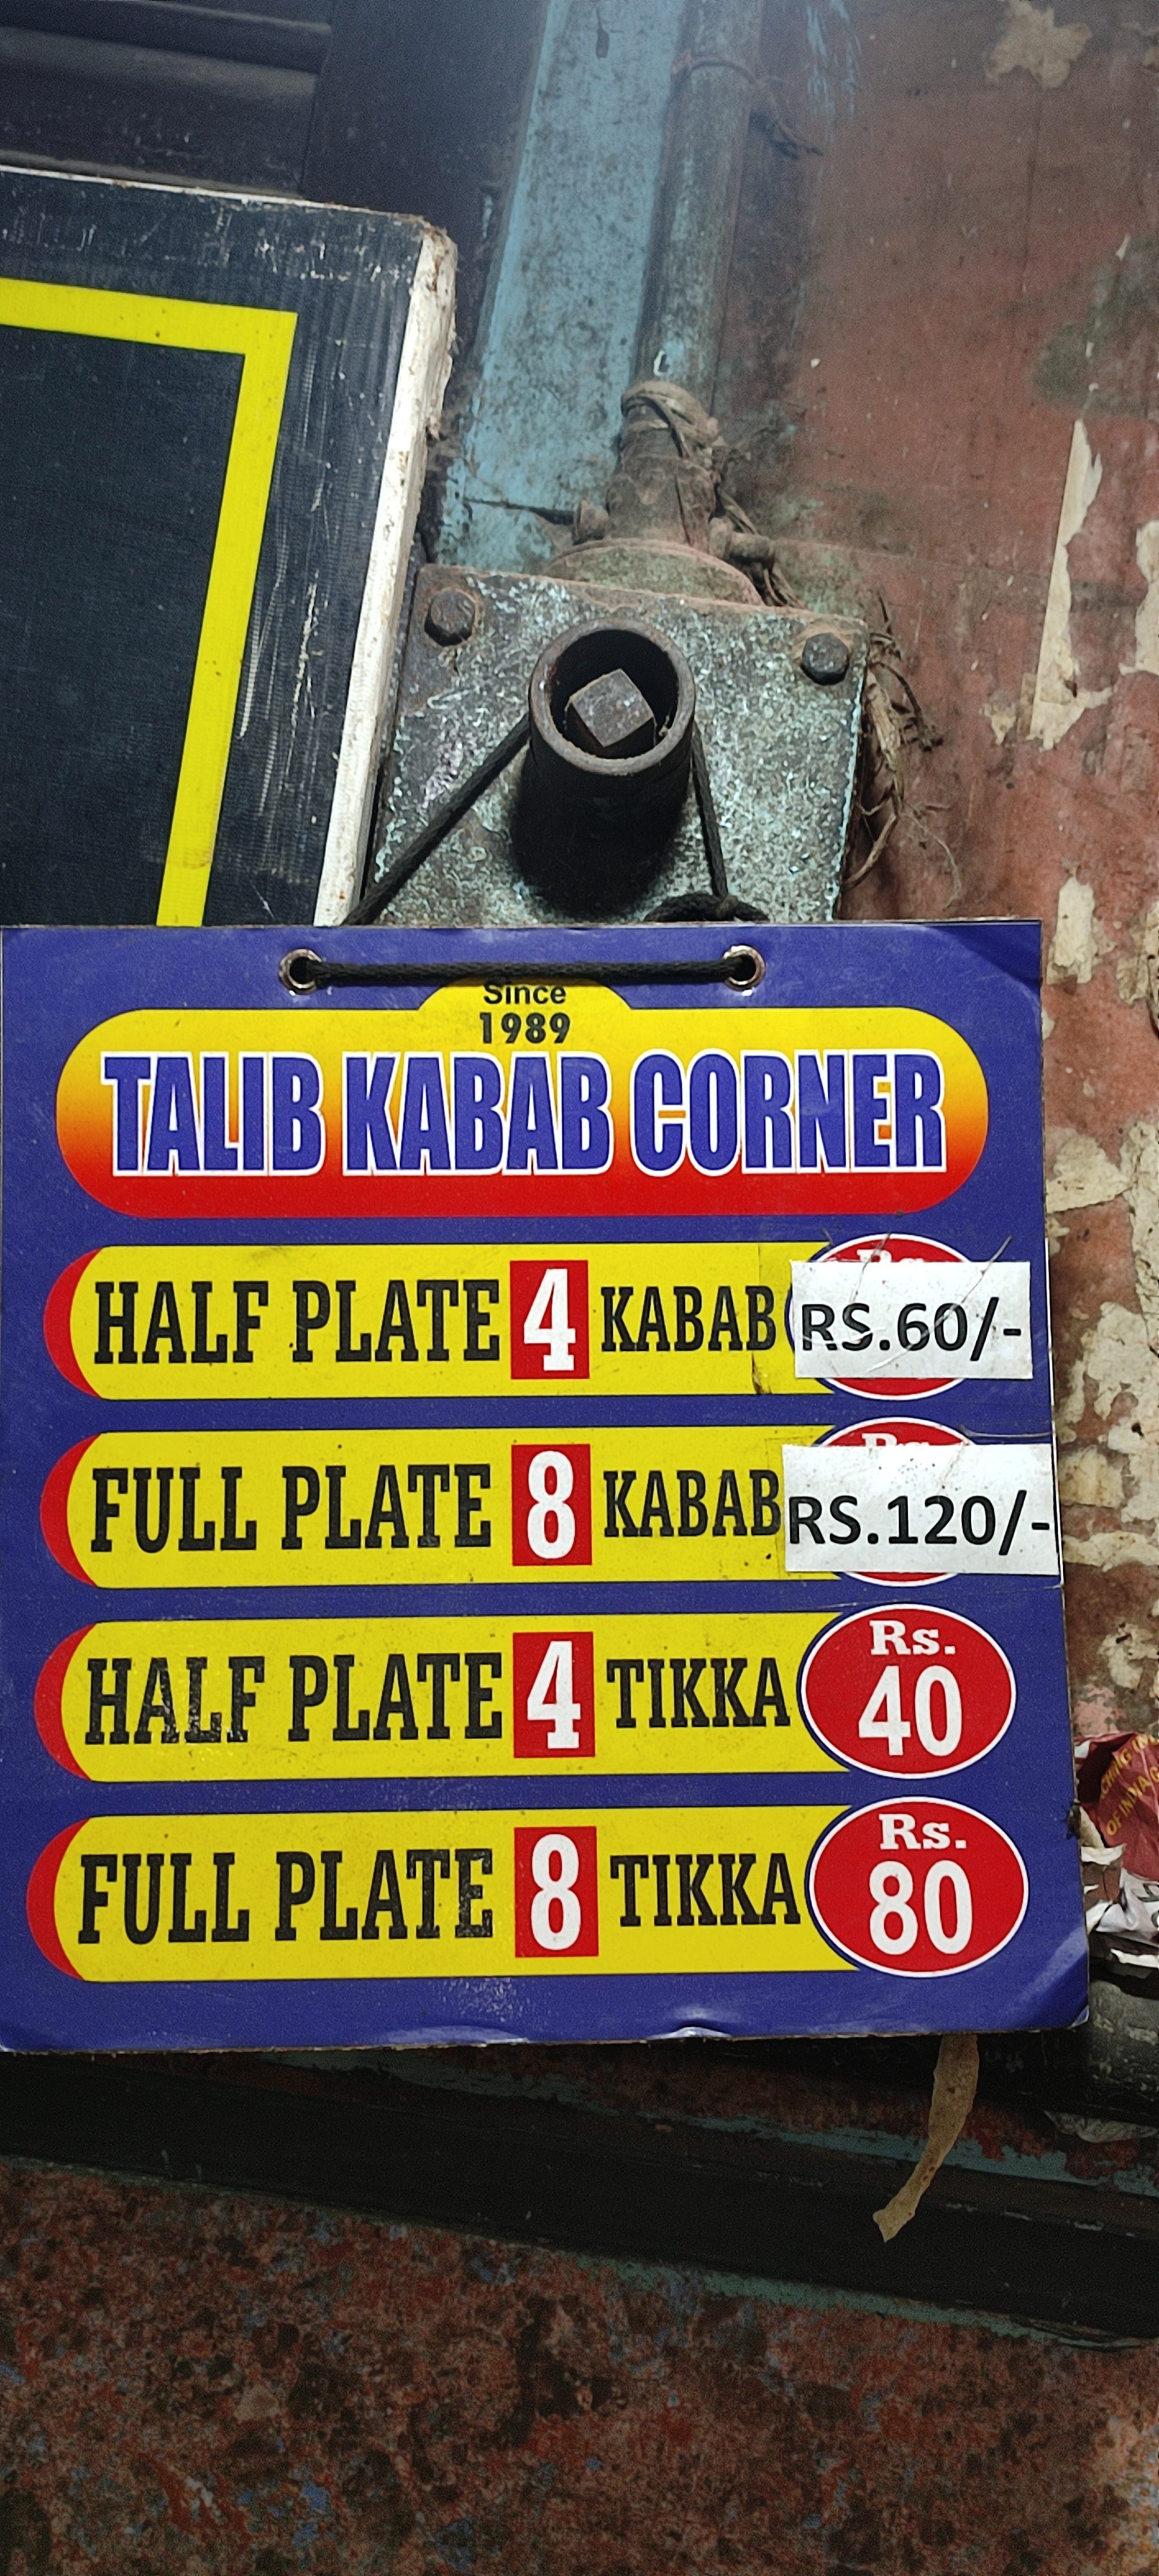 Since
1989
TALIB KABAB CORNER
HALF PLATE 4 KABAB RS.60/-
FULL PLATE 8 KABAB RS.120/-
HALF PLATE 4 TIKKA Rs. 40
FULL PLATE 8 TIKKA Rs. 80